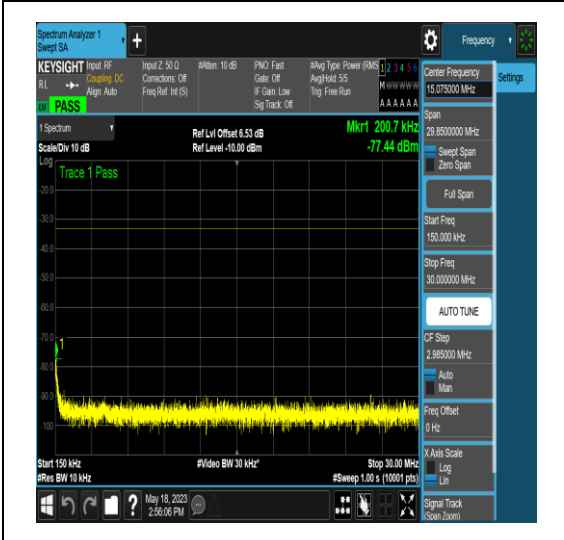 Spectrum Analyzer 1
Swept SA
Frequency
KEYSIGHT Input: RF
Coupling: DC
Align: Auto
RL
Input Z: 50 Ω
Corrections: Off
Freq Ref: Int (S)
#Atten: 10 dB
PNO: Fast
Gate: Off
IF Gain: Low
Sig Track: Off
#Avg Type: Power (RMS
Avg|Hold: 5/5
Trig: Free Run
1 2 3 4 5 6
M W W W W W
A A A A A A
PASS
1 Spectrum
Scale/Div 10 dB
Ref Lvl Offset 6.53 dB
Ref Level -10.00 dBm
Mkr1 200.7 kHz
-77.44 dBm
Log
Trace 1 Pass
-20.0
-30.0
-40.0
-50.0
-60.0
-70.0
1
-80.0
-90.0
-100
Start 150 kHz
#Res BW 10 kHz
#Video BW 30 kHz*
Stop 30.00 MHz
#Sweep 1.00 s (10001 pts)
May 18, 2023
2:56:06 PM
Center Frequency
15.075000 MHz
Settings
Span
29.8500000 MHz
Swept Span
Zero Span
Full Span
Start Freq
150.000 kHz
Stop Freq
30.000000 MHz
AUTO TUNE
CF Step
2.985000 MHz
Auto
Man
Freq Offset
0 Hz
X Axis Scale
Log
Lin
Signal Track
(Span Zoom)